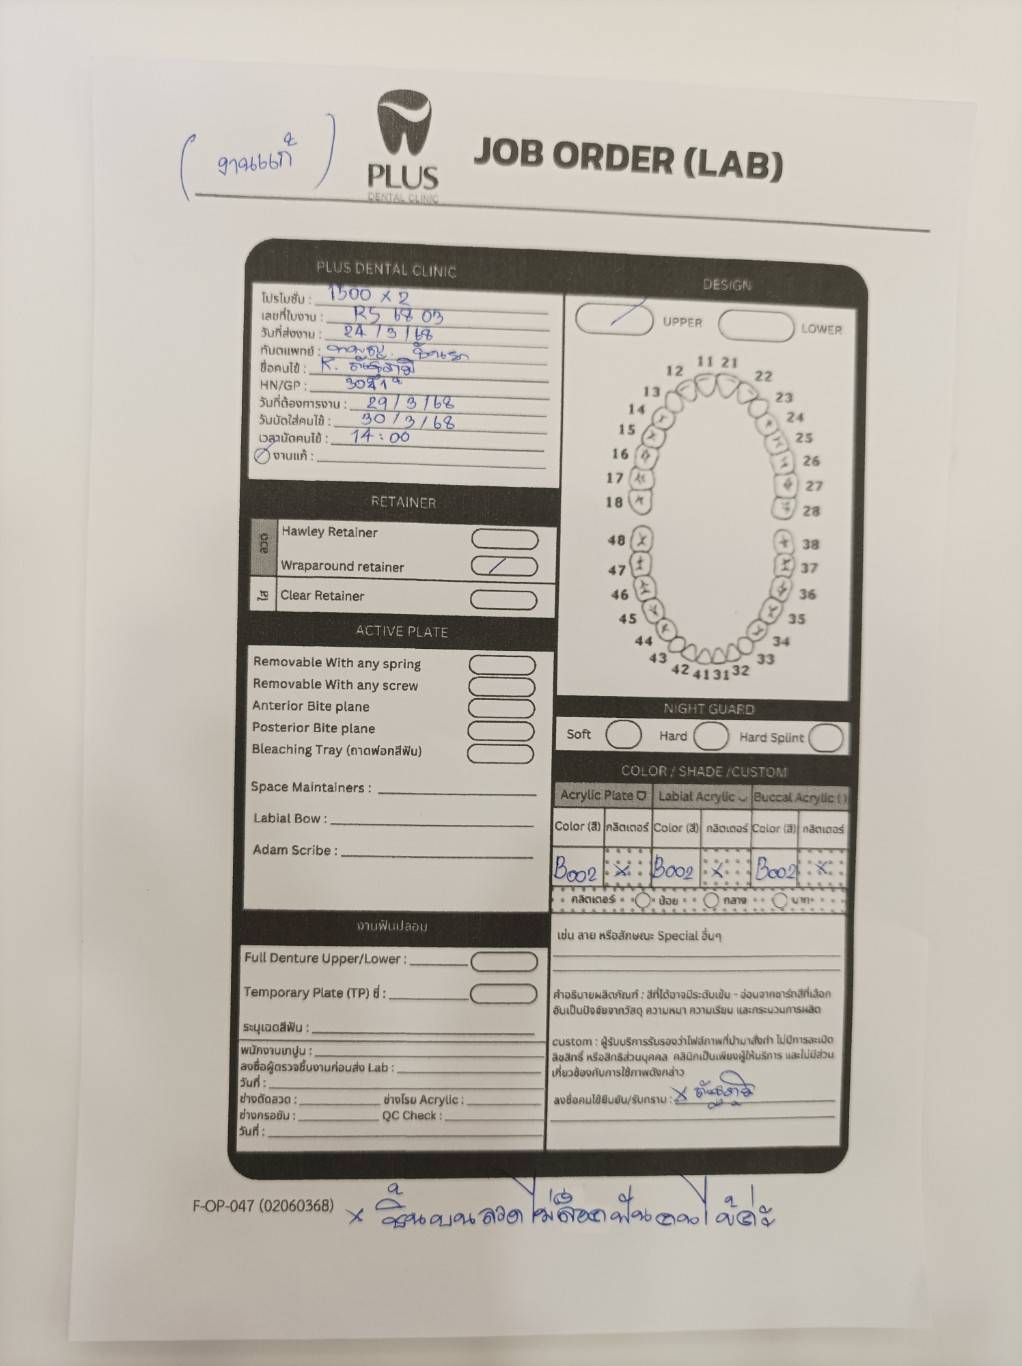 (งานแก้)
PLUS
DENTAL CLINIC
JOB ORDER (LAB)
PLUS DENTAL CLINIC
โปรโมชั่น : 1500 x 2
เลขที่ใบงาน : RS 68 03
วันที่ส่งงาน : 24/3/68
ทันตแพทย์ :
ชื่อคนไข้ : K.
HN/GP :
วันที่ต้องการงาน : 29/3/68
วันนัดใส่คนไข้ : 30/3/68
เวลานัดคนไข้ : 14:00
งานแก้ :
DESIGN
UPPER
LOWER
11 21
12 22
13 23
14 24
15 25
16 26
17 27
18 28
48 38
47 37
46 36
45 35
44 34
43 33
42 41 31 32
RETAINER
ลวด
Hawley Retainer
Wraparound retainer
ใส
Clear Retainer
ACTIVE PLATE
Removable With any spring
Removable With any screw
Anterior Bite plane
Posterior Bite plane
Bleaching Tray (ถาดฟอกสีฟัน)
Space Maintainers :
Labial Bow :
Adam Scribe :
NIGHT GUARD
Soft Hard Hard Splint
COLOR / SHADE / CUSTOM
Acrylic Plate Labial Acrylic Buccal Acrylic ( )
Color (สี) กลิตเตอร์ Color (สี) กลิตเตอร์ Color (สี) กลิตเตอร์
B002 x B002 x B002 x
กลิตเตอร์ น้อย กลาง มาก
เช่น ลาย หรือลักษณะ Special อื่นๆ
คำอธิบายผลิตภัณฑ์ : สีที่ได้อาจมีระดับเข้ม - อ่อนจากชาร์ทสีที่เลือก
อันเป็นปัจจัยจากวัสดุ ความหนา ความเรียบ และกระบวนการผลิต
custom : ผู้รับบริการรับรองว่าไฟล์ภาพที่นำมาสั่งทำ ไม่มีการละเมิด
ลิขสิทธิ์ หรือสิทธิส่วนบุคคล คลินิกเป็นเพียงผู้ให้บริการ และไม่มีส่วน
เกี่ยวข้องกับการใช้ภาพดังกล่าว
ลงชื่อคนไข้ยืนยัน/รับทราบ : x
งานฟันปลอม
Full Denture Upper/Lower :
Temporary Plate (TP) ซี่ :
ระบุเฉดสีฟัน :
พนักงานเทปูน :
ลงชื่อผู้ตรวจชิ้นงานก่อนส่ง Lab :
วันที่ :
ช่างดัดลวด : ช่างโรย Acrylic :
ช่างกรอขัด : QC Check :
วันที่ :
F-OP-047 (02060368)
x ชิ้นบนลวดไม่ล็อคฟันคนไข้ค่ะ